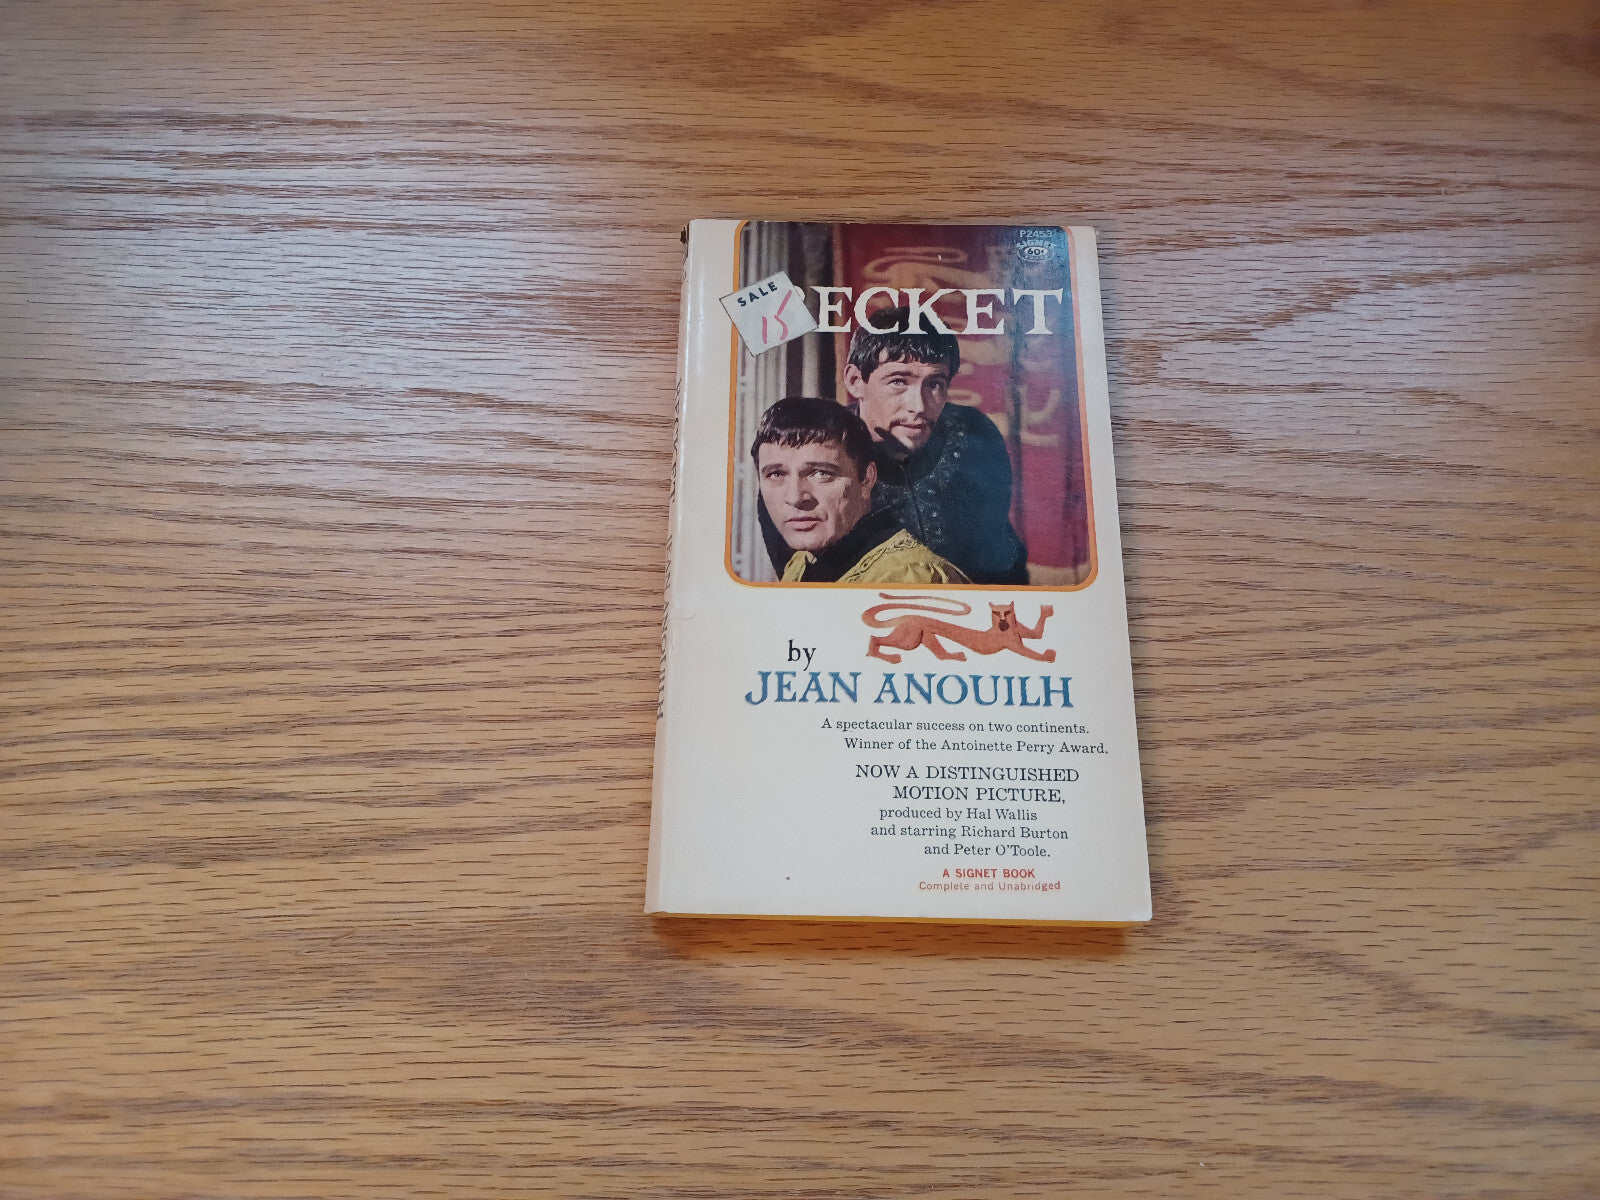 P2453
SIGNET
60¢
SALE
15
ECKET
by
JEAN ANOUILH
A spectacular success on two continents.
Winner of the Antoinette Perry Award.
NOW A DISTINGUISHED
MOTION PICTURE,
produced by Hal Wallis
and starring Richard Burton
and Peter O'Toole.
A SIGNET BOOK
Complete and Unabridged